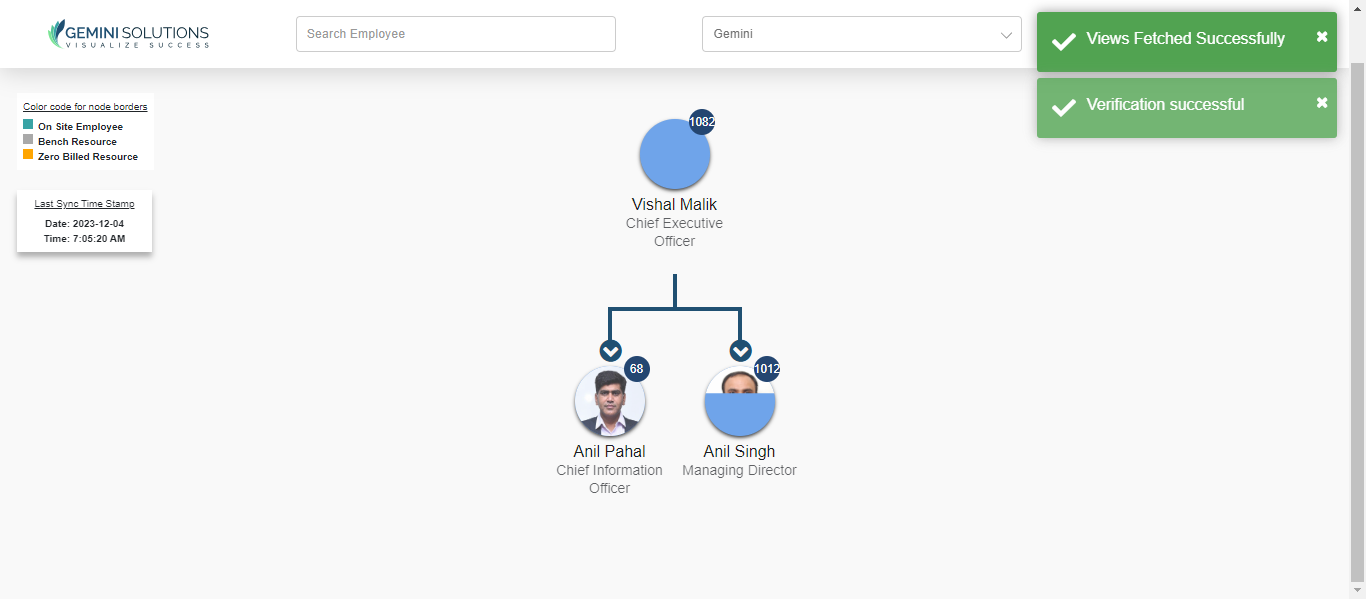 GEMINI SOLUTIONS
VISUALIZE SUCCESS
Search Employee
Gemini
Views Fetched Successfully
Verification successful
Color code for node borders
On Site Employee
Bench Resource
Zero Billed Resource
Last Sync Time Stamp
Date: 2023-12-04
Time: 7:05:20 AM
1082
Vishal Malik
Chief Executive
Officer
68
Anil Pahal
Chief Information
Officer
1012
Anil Singh
Managing Director